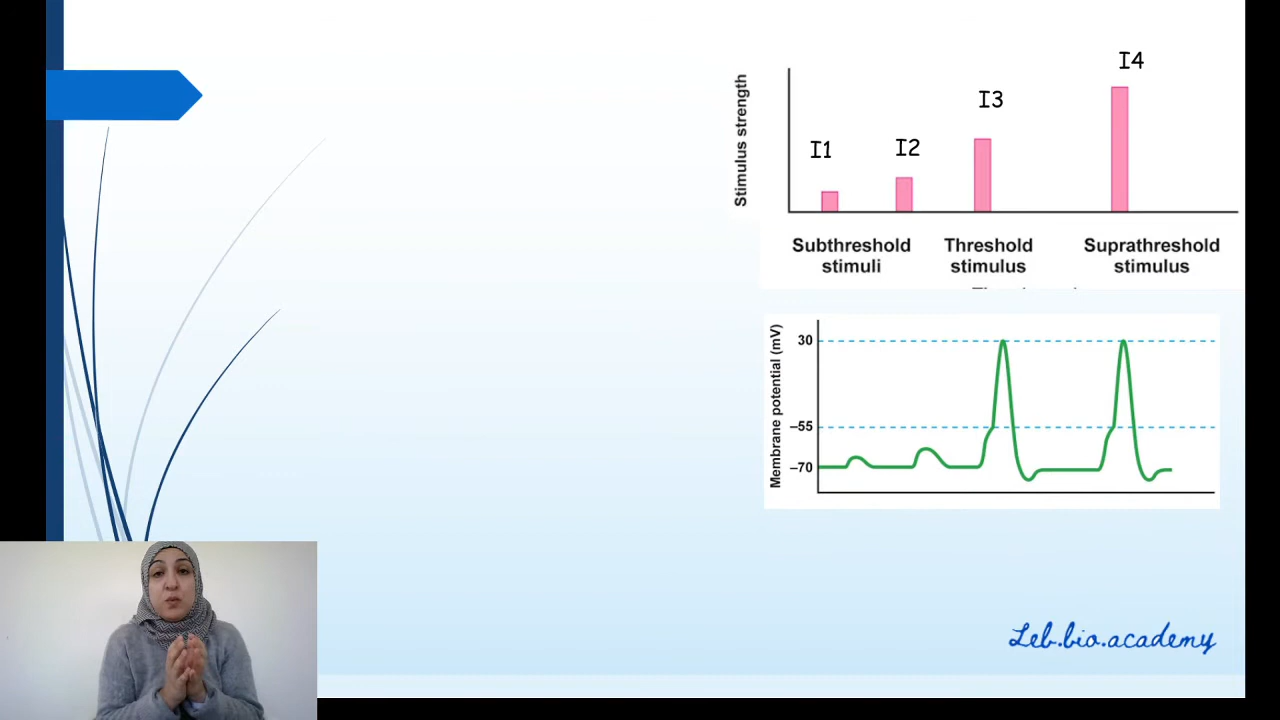 Stimulus strength
I1
I2
I3
I4
Subthreshold
stimuli
Threshold
stimulus
Suprathreshold
stimulus
Membrane potential (mV)
30
–55
–70
Leb.bio.academy